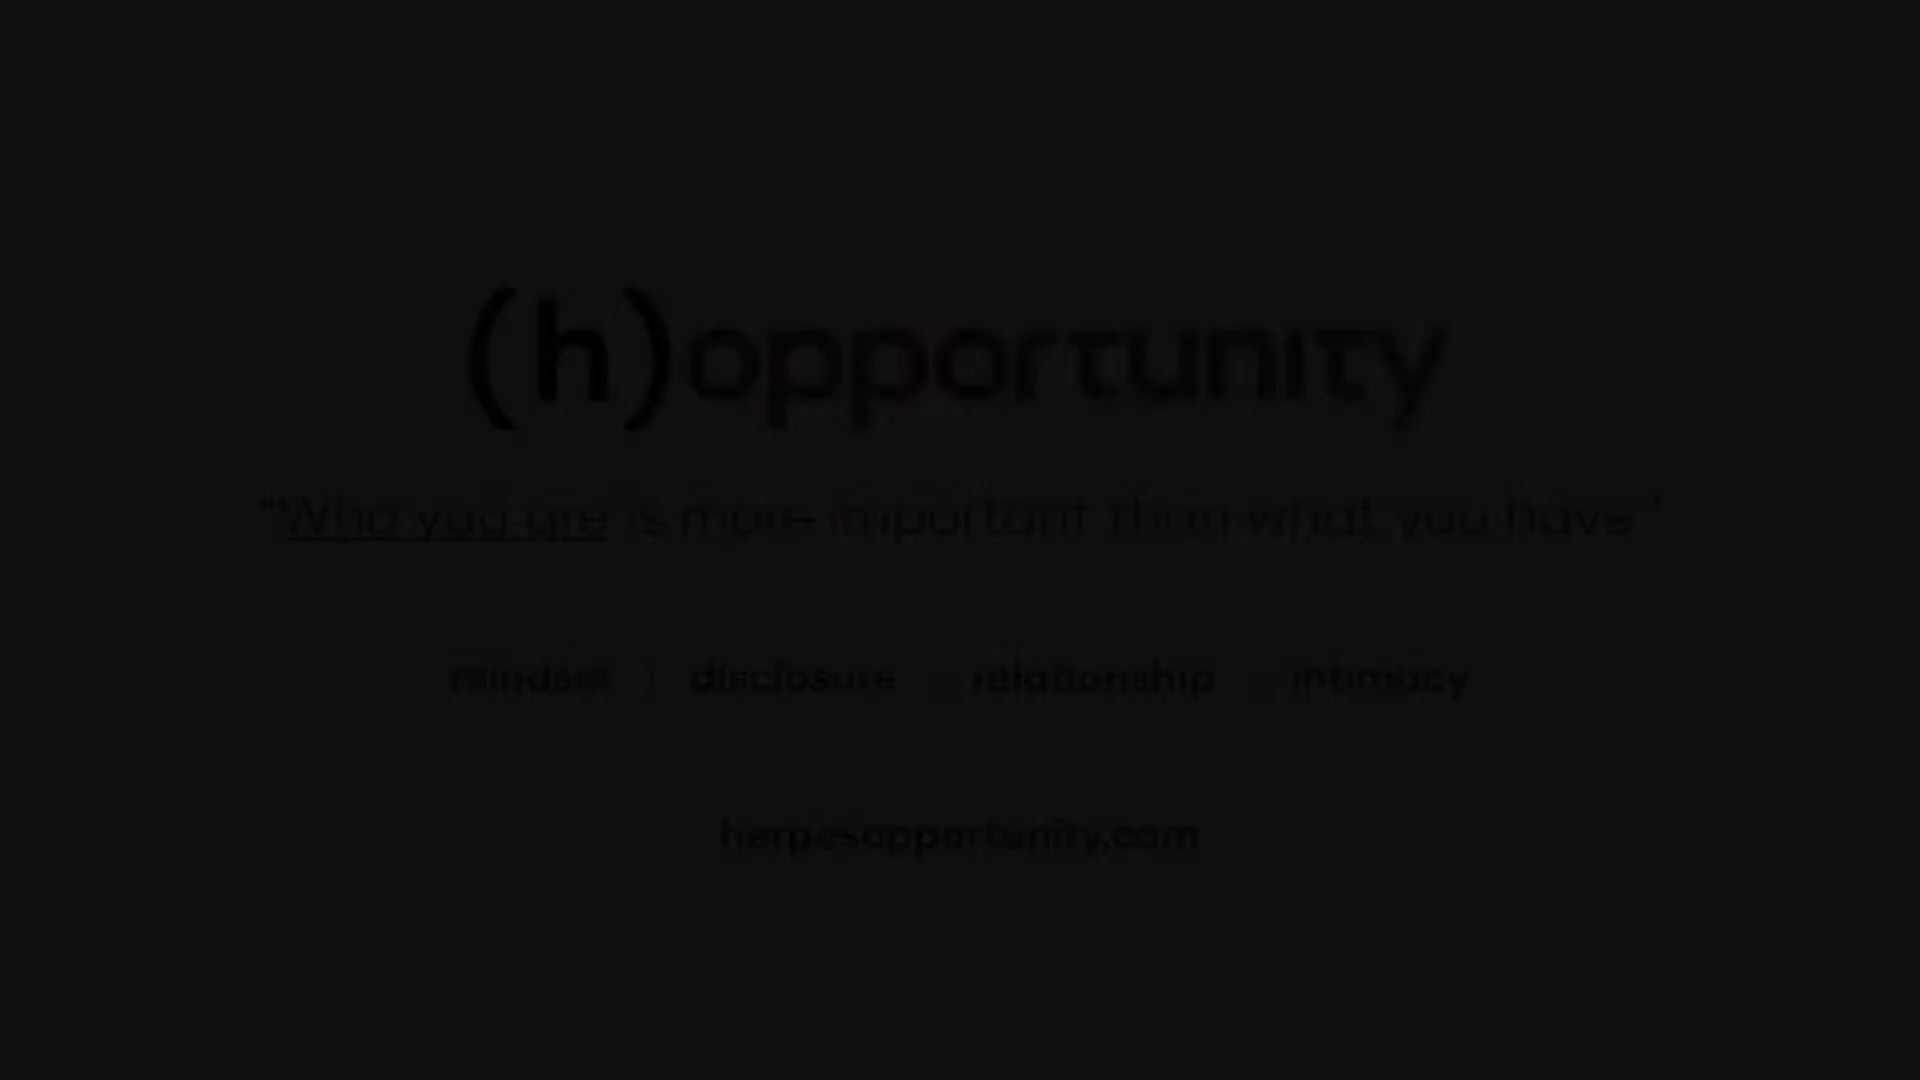 (h)opportunity
“Who you are is more important than what you have”
mindset | disclosure | relationship | intimacy
herpesopportunity.com